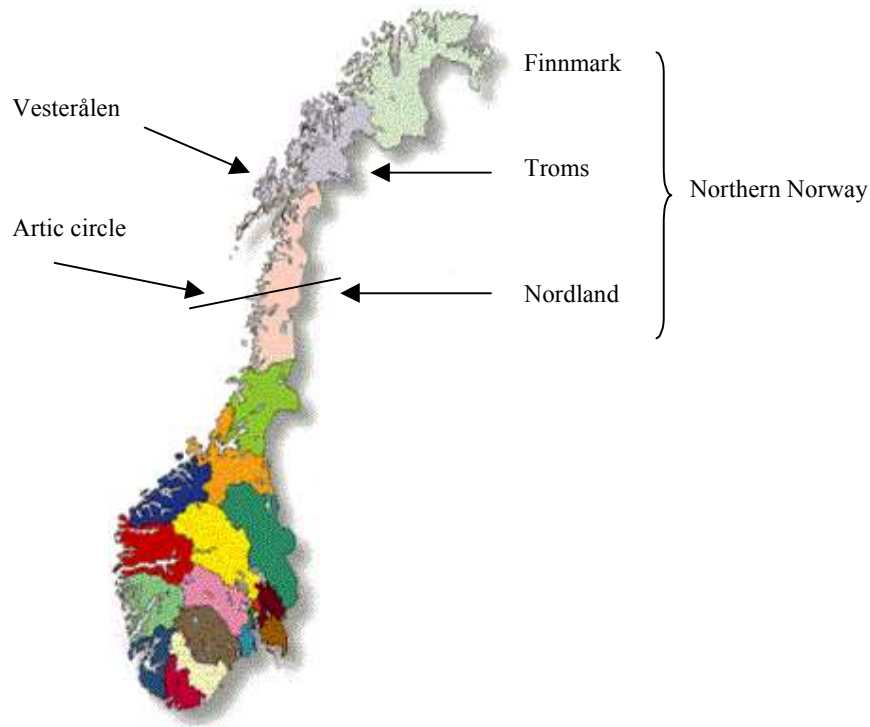 Finnmark
Vesterålen
Troms
Northern Norway
Artic circle
Nordland